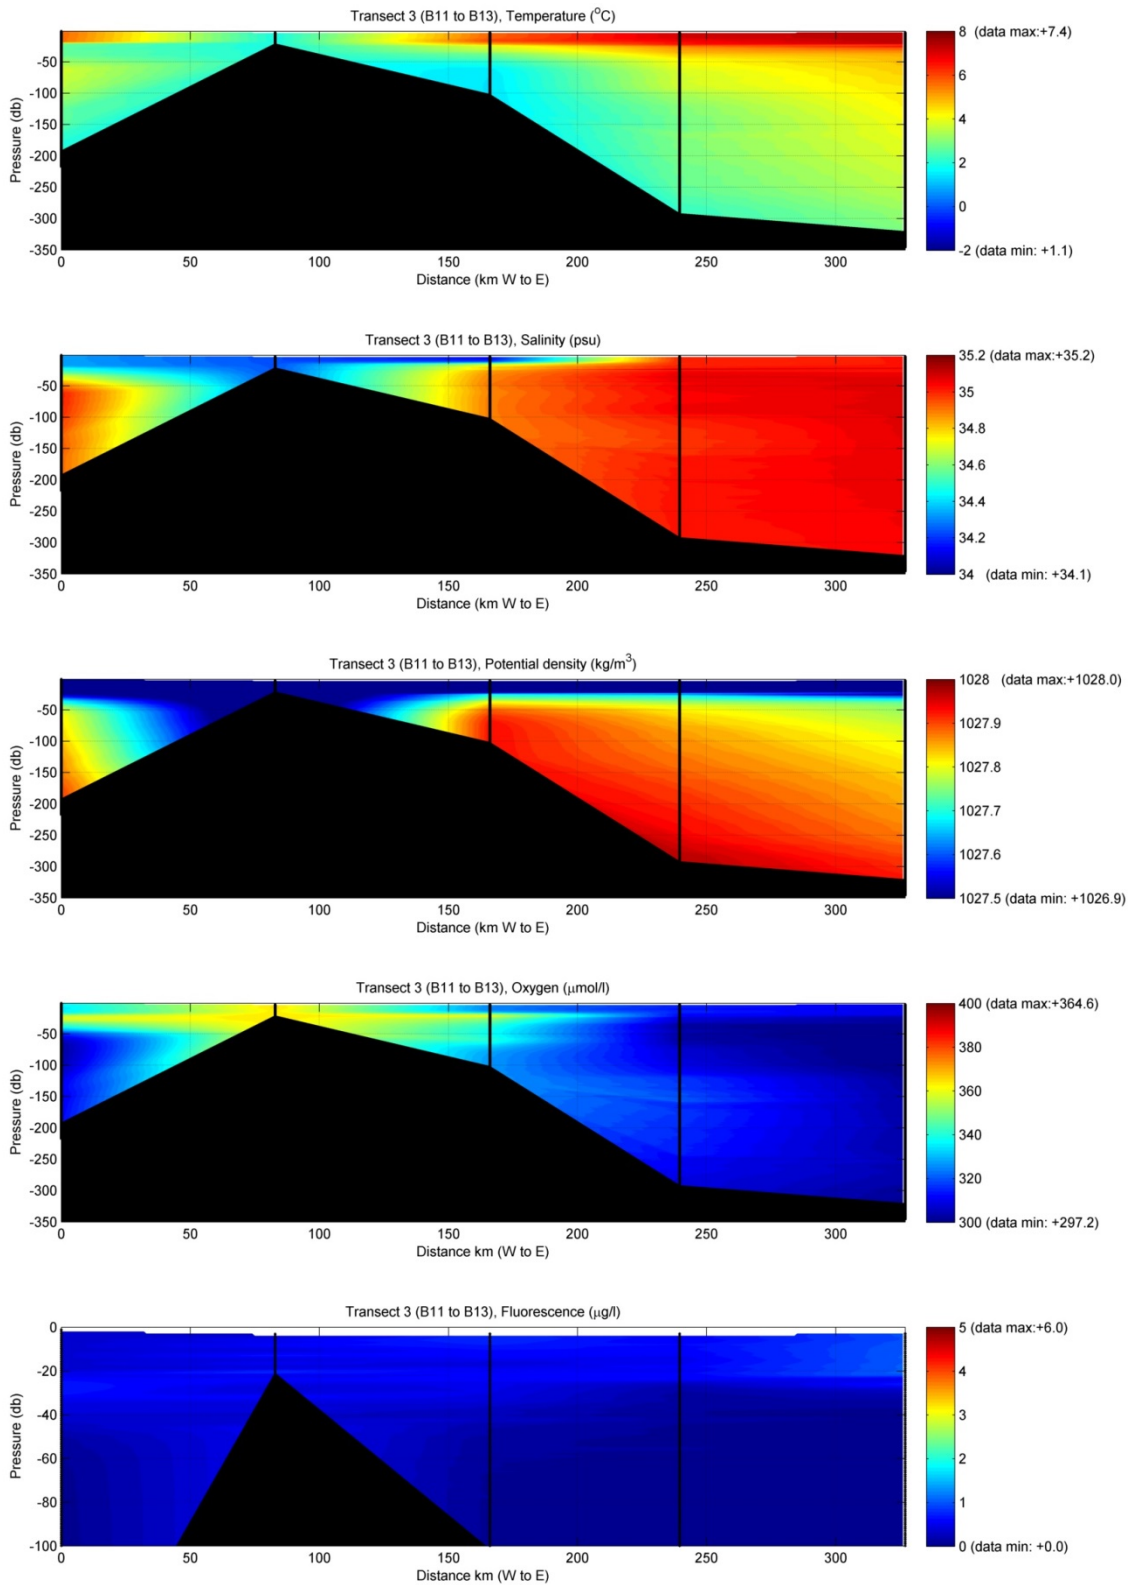 Transect 3 (B11 to B13), Temperature (°C)
8 (data max:+7.4)
6
4
2
0
-2 (data min: +1.1)
Pressure (db)
-50
-100
-150
-200
-250
-300
-350
0 50 100 150 200 250 300
Distance (km W to E)
Transect 3 (B11 to B13), Salinity (psu)
35.2 (data max:+35.2)
35
34.8
34.6
34.4
34.2
34 (data min: +34.1)
Pressure (db)
-50
-100
-150
-200
-250
-300
-350
0 50 100 150 200 250 300
Distance (km W to E)
Transect 3 (B11 to B13), Potential density (kg/m³)
1028 (data max:+1028.0)
1027.9
1027.8
1027.7
1027.6
1027.5 (data min: +1026.9)
Pressure (db)
-50
-100
-150
-200
-250
-300
-350
0 50 100 150 200 250 300
Distance (km W to E)
Transect 3 (B11 to B13), Oxygen (μmol/l)
400 (data max:+364.6)
380
360
340
320
300 (data min: +297.2)
Pressure (db)
-50
-100
-150
-200
-250
-300
-350
0 50 100 150 200 250 300
Distance km (W to E)
Transect 3 (B11 to B13), Fluorescence (μg/l)
5 (data max:+6.0)
4
3
2
1
0 (data min: +0.0)
Pressure (db)
0
-20
-40
-60
-80
-100
0 50 100 150 200 250 300
Distance km (W to E)